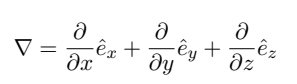 ∇ = ∂/∂x ê_x + ∂/∂y ê_y + ∂/∂z ê_z